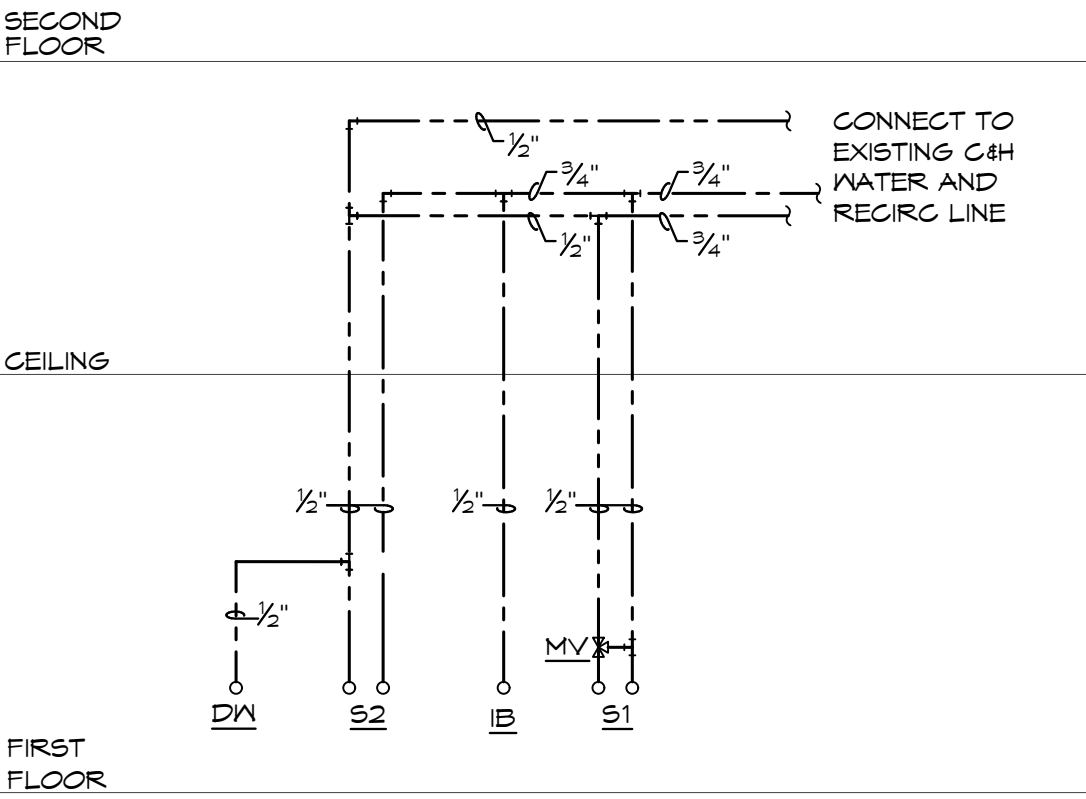 SECOND
FLOOR
CONNECT TO
EXISTING C&H
WATER AND
RECIRC LINE
1/2"
3/4"
3/4"
1/2"
3/4"
CEILING
1/2"
1/2"
1/2"
1/2"
MV
DW
S2
IB
S1
FIRST
FLOOR